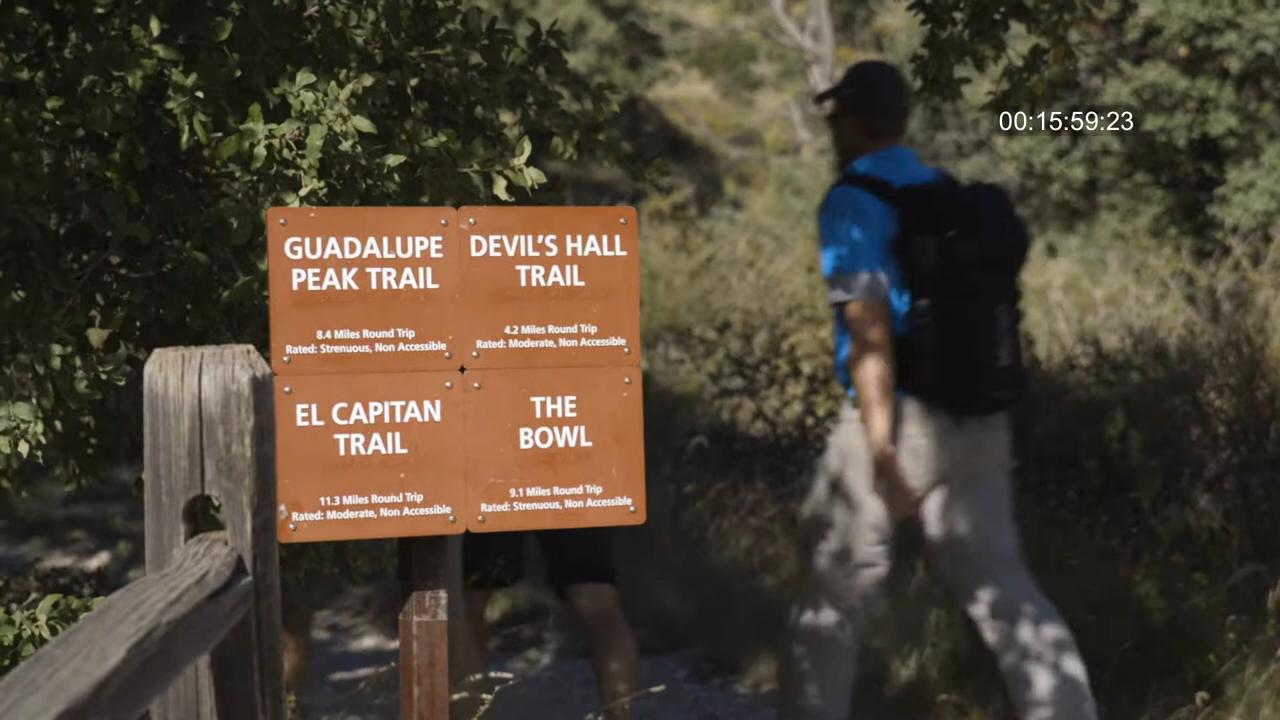 00:15:59:23
GUADALUPE
PEAK TRAIL
8.4 Miles Round Trip
Rated: Strenuous, Non Accessible
DEVIL'S HALL
TRAIL
4.2 Miles Round Trip
Rated: Moderate, Non Accessible
EL CAPITAN
TRAIL
11.3 Miles Round Trip
Rated: Moderate, Non Accessible
THE
BOWL
9.1 Miles Round Trip
Rated: Strenuous, Non Accessible